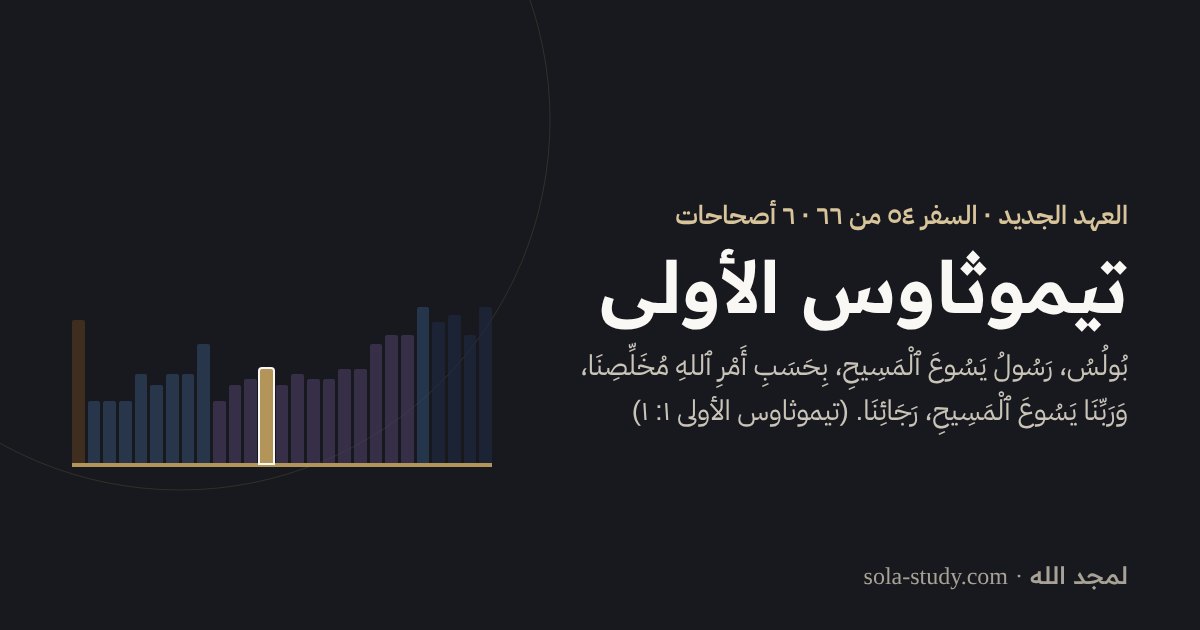 العهد الجديد · السفر ٥٤ من ٦٦ · ٦ أصحاحات
تيموثاوس الأولى
بُولُسُ، رَسُولُ يَسُوعَ ٱلْمَسِيحِ، بِحَسَبِ أَمْرِ ٱللهِ مُخَلِّصِنَا،
وَرَبِّنَا يَسُوعَ ٱلْمَسِيحِ، رَجَائِنَا. (تيموثاوس الأولى ١: ١)
لمجد الله · sola-study.com